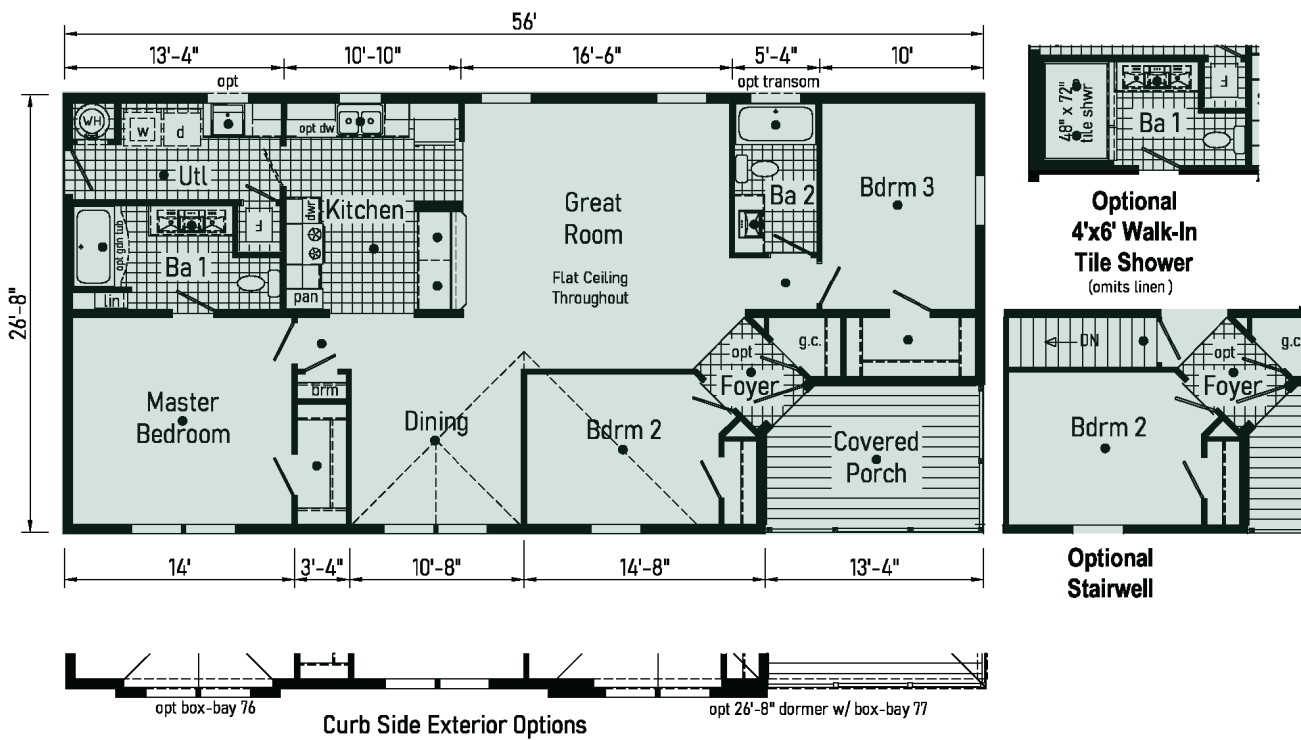 56'
13'-4" 10'-10" 16'-6" 5'-4" 10'
opt opt transom
WH w d opt dw
Utl
Kitchen
dwr
F
opt gdn tub
Ba 1
lin
pan
Great
Room
Flat Ceiling
Throughout
Ba 2
Bdrm 3
26'-8"
Master
Bedroom
brm
Dining
Bdrm 2
opt
Foyer
g.c.
Covered
Porch
14' 3'-4" 10'-8" 14'-8" 13'-4"
48" x 72"
tile shwr
F
Ba 1
Optional
4'x6' Walk-In
Tile Shower
(omits linen )
DN
opt
Foyer
g.c
Bdrm 2
Optional
Stairwell
opt box-bay 76
opt 26'-8" dormer w/ box-bay 77
Curb Side Exterior Options